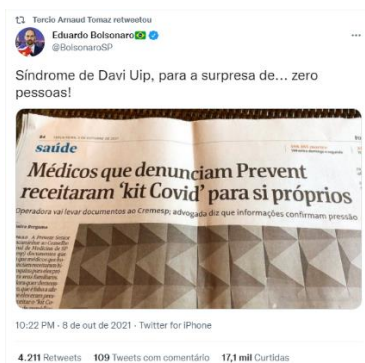 Tercio Arnaud Tomaz retweetou
Eduardo Bolsonaro
@BolsonaroSP
Síndrome de Davi Uip, para a surpresa de... zero
pessoas!
saúde
Médicos que denunciam Prevent
receitaram ‘kit Covid’ para si próprios
Operadora vai levar documentos ao Cremesp; advogada diz que informações confirmam pressão
10:22 PM · 8 de out de 2021 · Twitter for iPhone
4.211 Retweets 109 Tweets com comentário 17,1 mil Curtidas